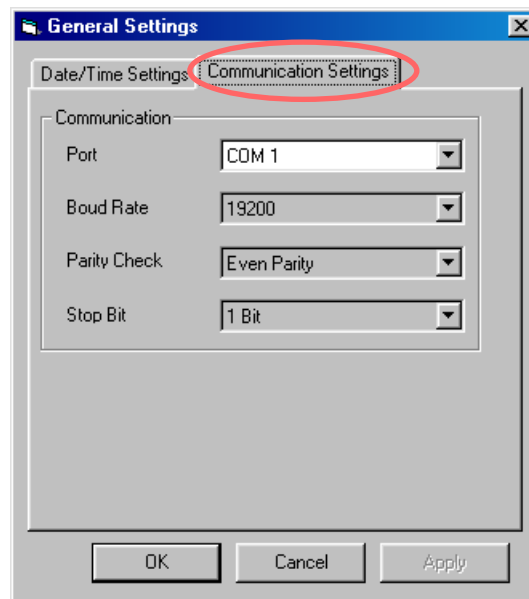 General Settings
Date/Time Settings Communication Settings
Communication
Port COM 1
Boud Rate 19200
Parity Check Even Parity
Stop Bit 1 Bit
OK Cancel Apply